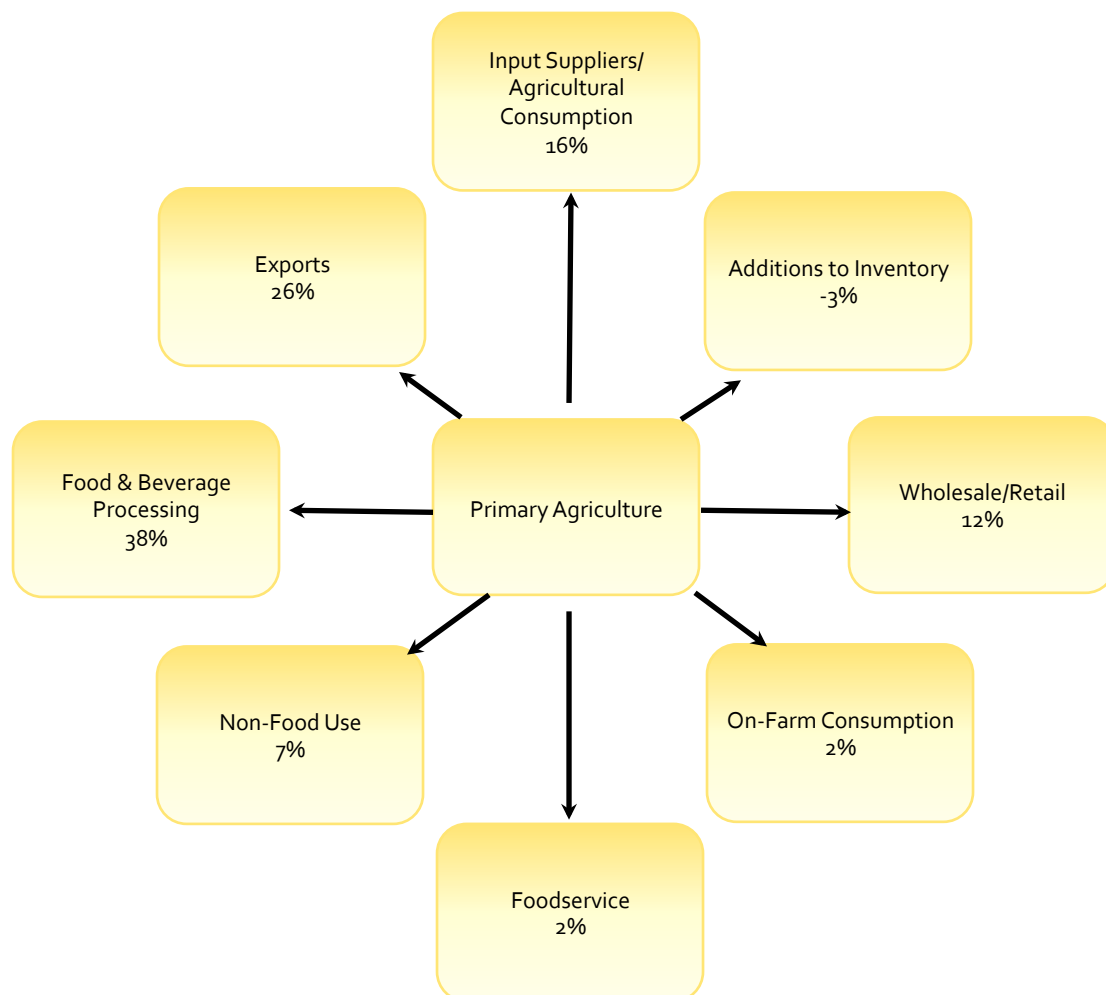 Input Suppliers/
Agricultural
Consumption
16%
Exports
26%
Additions to Inventory
-3%
Food & Beverage
Processing
38%
Primary Agriculture
Wholesale/Retail
12%
Non-Food Use
7%
On-Farm Consumption
2%
Foodservice
2%